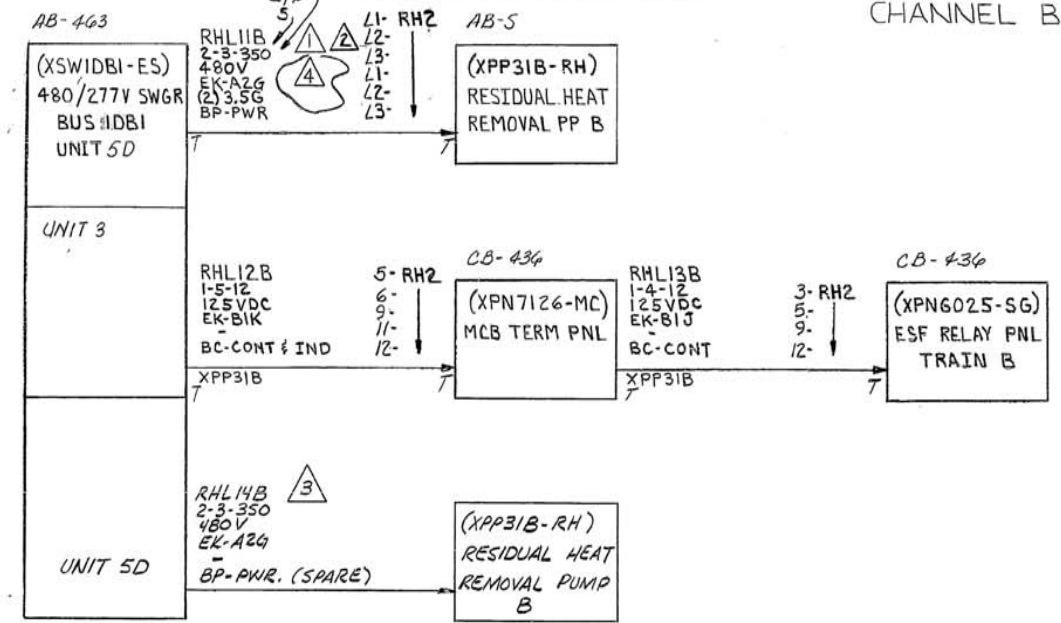 CHANNEL B
AB-463
(XSW1DB1-ES)
480/277V SWGR
BUS 1DB1
UNIT 5D
5
RHL11B
2-3-350
480V
EK-A2G
(2) 3.5G
BP-PWR
T
1
2
4
L1-
L2-
L3-
L1-
L2-
L3-
RH2
T
AB-5
(XPP31B-RH)
RESIDUAL HEAT
REMOVAL PP B
UNIT 3
RHL12B
1-5-12
125VDC
EK-B1K
-
BC-CONT & IND
XPP31B
T
5- RH2
6-
9-
11-
12-
T
CB-436
(XPN7126-MC)
MCB TERM PNL
RHL13B
1-4-12
125VDC
EK-B1J
-
BC-CONT
XPP31B
T
3- RH2
5-
9-
12-
T
CB-436
(XPN6025-SG)
ESF RELAY PNL
TRAIN B
UNIT 5D
RHL14B
3
2-3-350
480V
EK-A2G
-
BP-PWR. (SPARE)
(XPP31B-RH)
RESIDUAL HEAT
REMOVAL PUMP
B